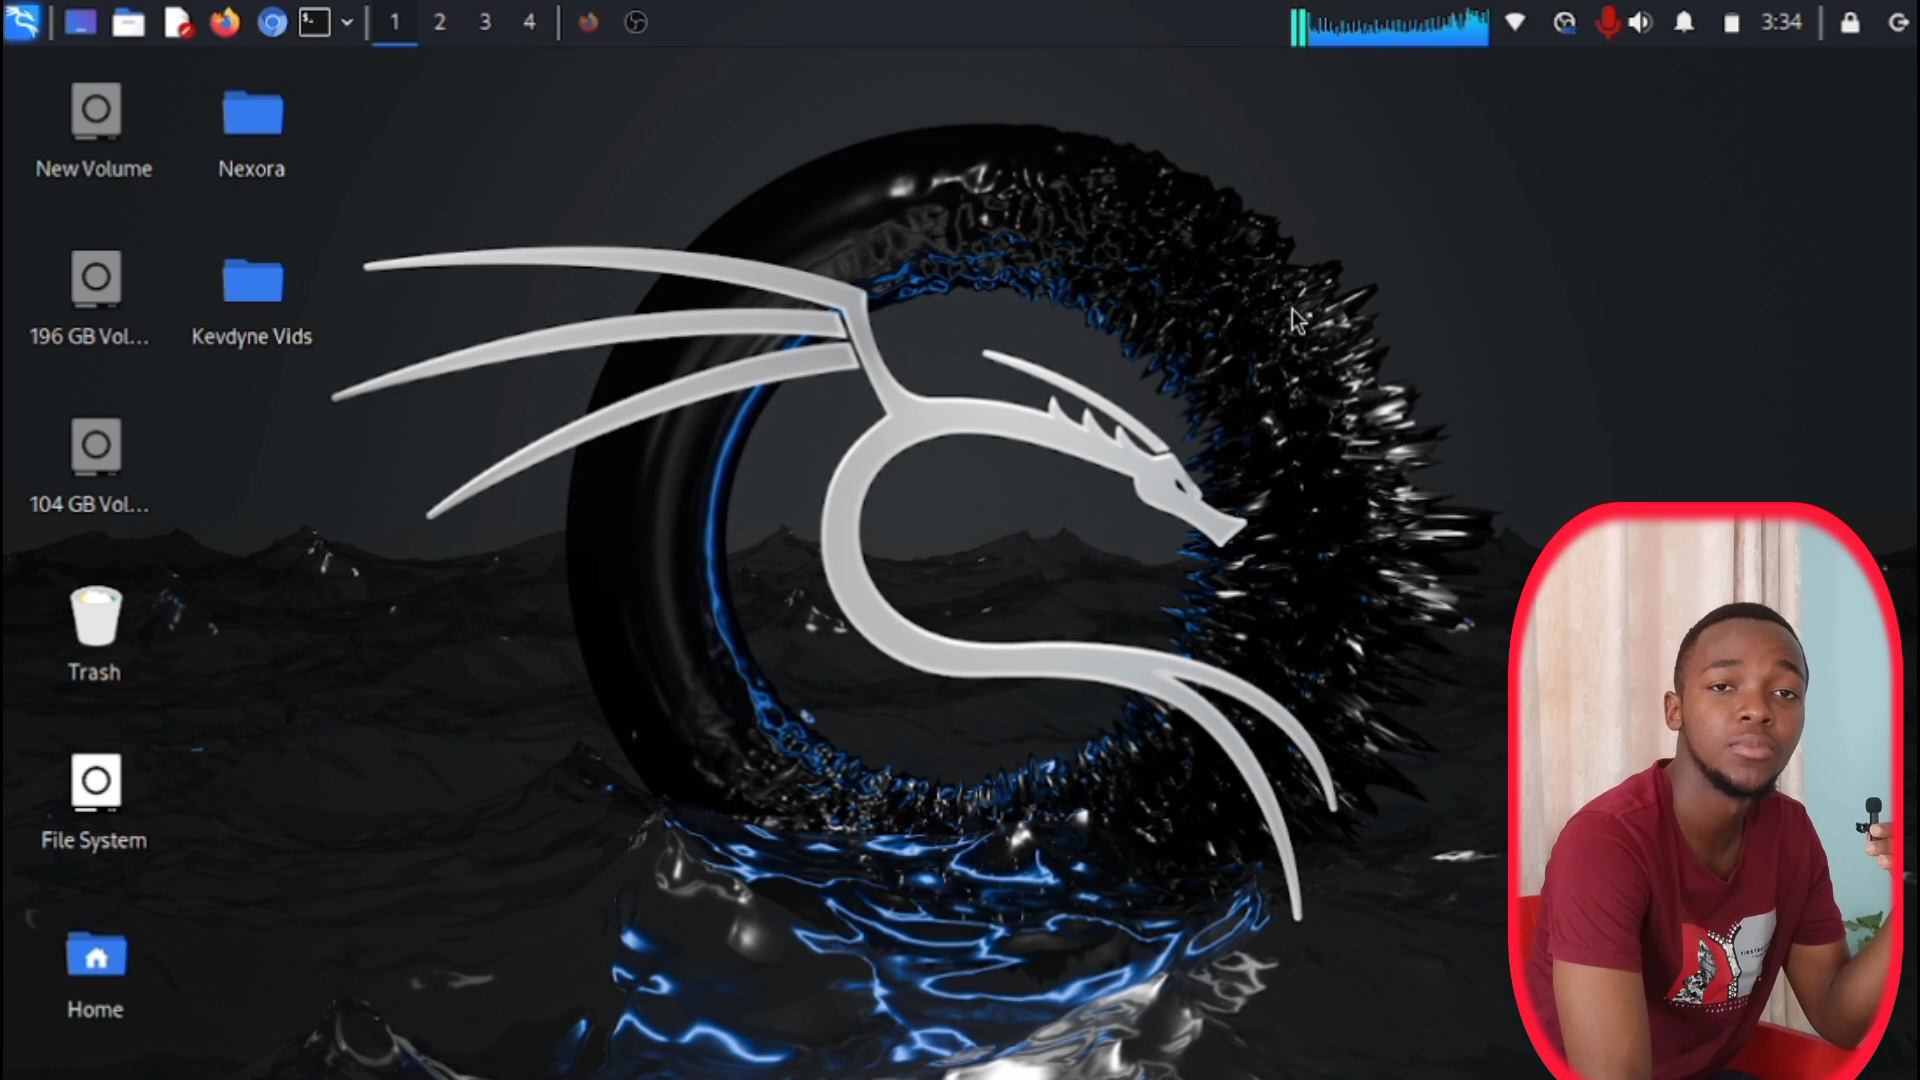 1 2 3 4
3:34
New Volume
Nexora
196 GB Vol...
Kevdyne Vids
104 GB Vol...
Trash
File System
Home